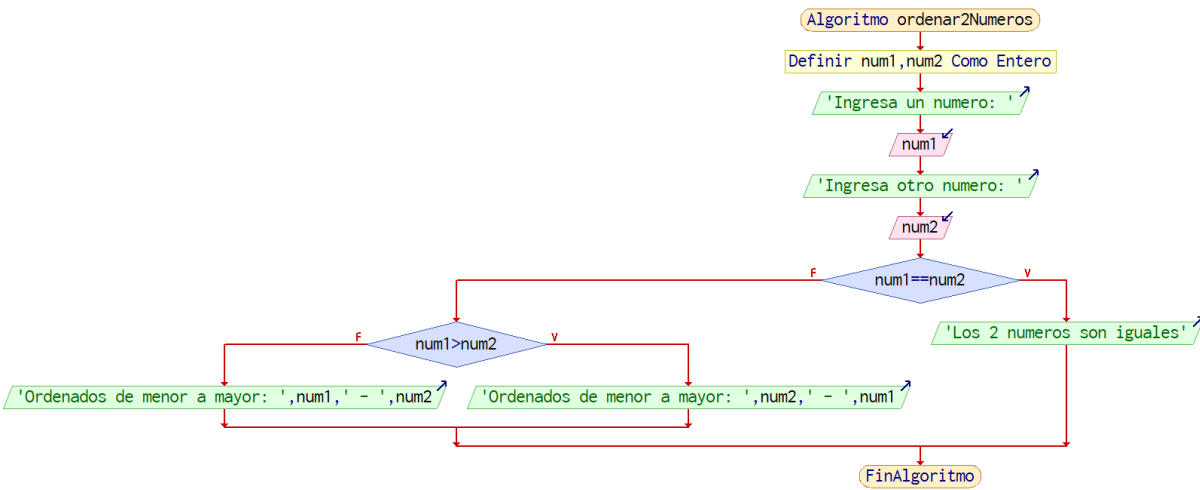 Algoritmo ordenar2Numeros
Definir num1,num2 Como Entero
'Ingresa un numero: '
num1
'Ingresa otro numero: '
num2
num1==num2
F
V
num1>num2
F
V
'Los 2 numeros son iguales'
'Ordenados de menor a mayor: ',num1,' - ',num2
'Ordenados de menor a mayor: ',num2,' - ',num1
FinAlgoritmo